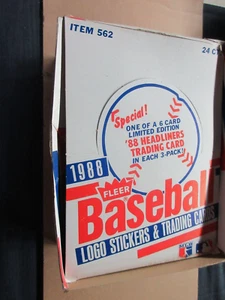 ITEM 562
24 C
Special!
ONE OF A 6 CARD
LIMITED EDITION
'88 HEADLINERS
TRADING CARD
IN EACH 3-PACK!!
1988
FLEER
Baseball
LOGO STICKERS & TRADING CARDS